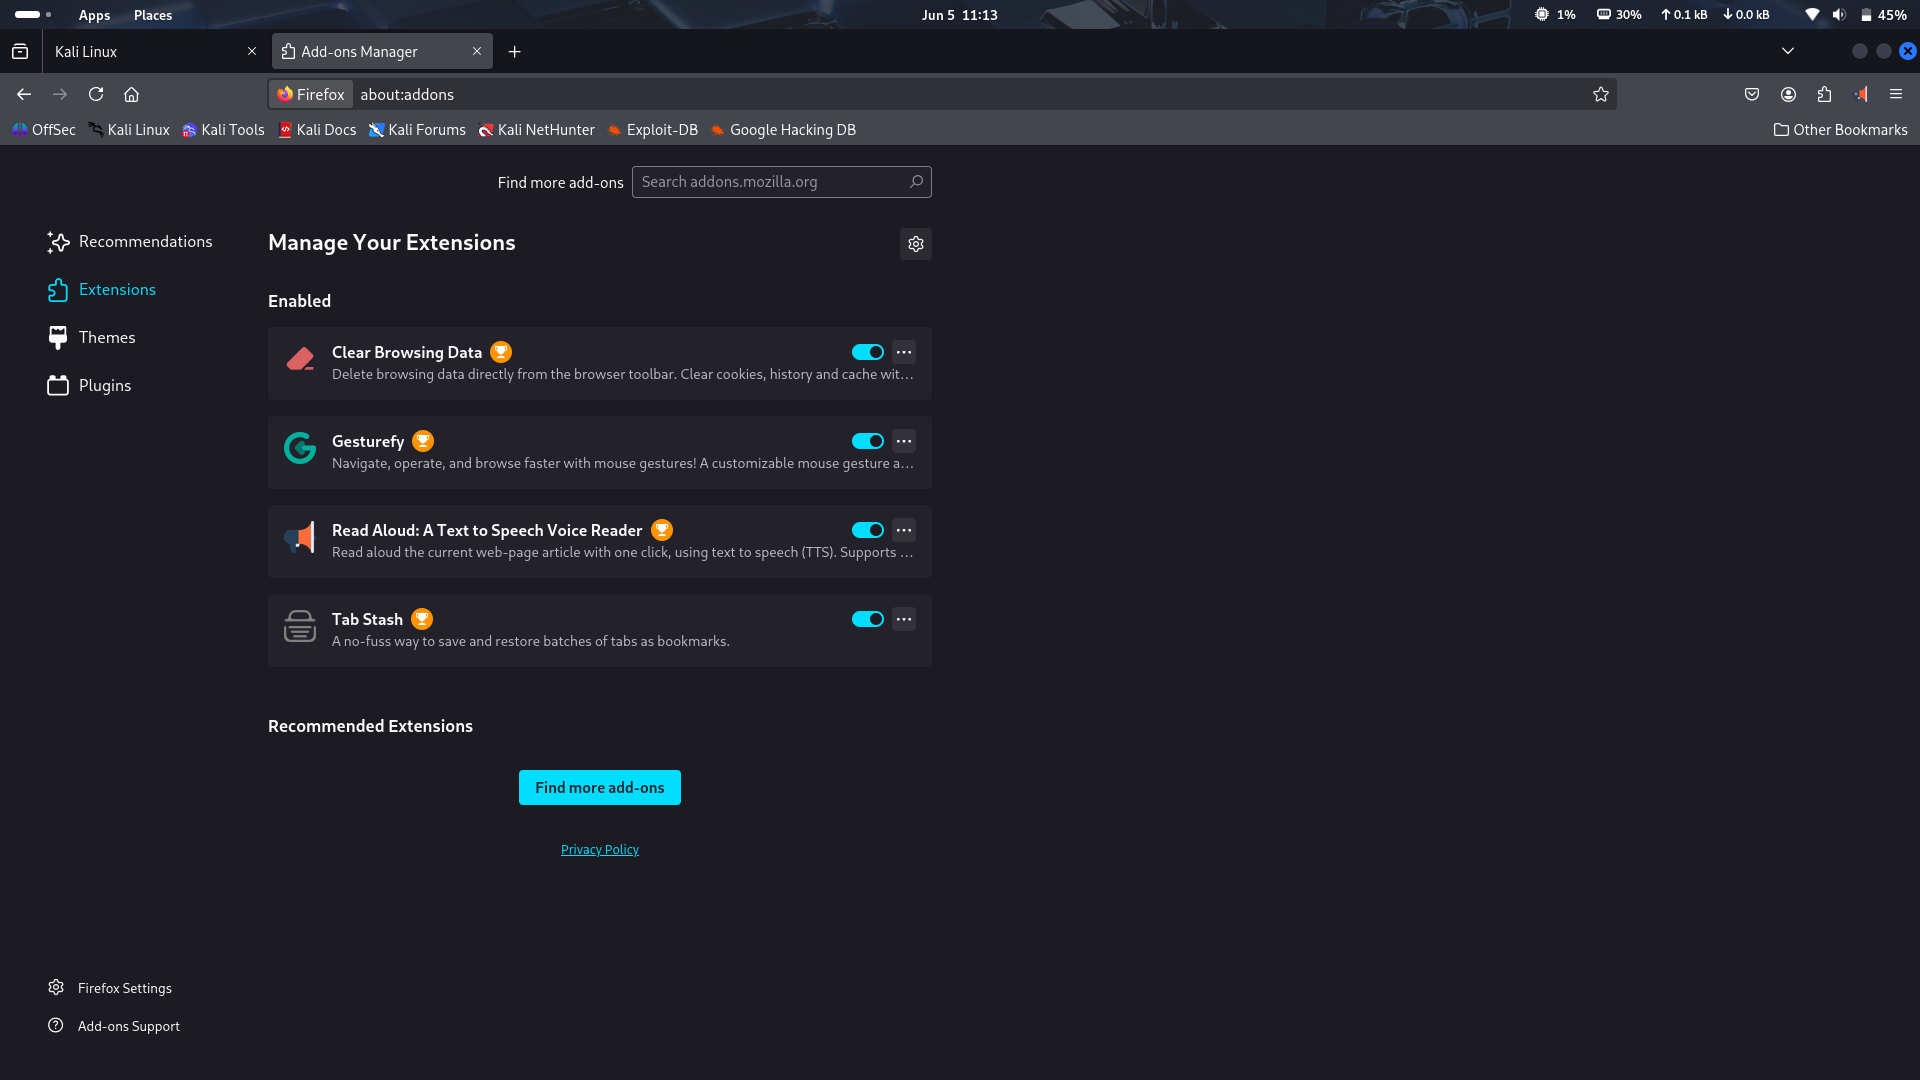 Apps Places Jun 5 11:13 1% 30% 0.1 kB 0.0 kB 45%
Kali Linux Add-ons Manager
Firefox about:addons
OffSec Kali Linux Kali Tools Kali Docs Kali Forums Kali NetHunter Exploit-DB Google Hacking DB Other Bookmarks
Find more add-ons Search addons.mozilla.org
Recommendations
Extensions
Themes
Plugins
Manage Your Extensions
Enabled
Clear Browsing Data
Delete browsing data directly from the browser toolbar. Clear cookies, history and cache wit...
Gesturefy
Navigate, operate, and browse faster with mouse gestures! A customizable mouse gesture a...
Read Aloud: A Text to Speech Voice Reader
Read aloud the current web-page article with one click, using text to speech (TTS). Supports ...
Tab Stash
A no-fuss way to save and restore batches of tabs as bookmarks.
Recommended Extensions
Find more add-ons
Privacy Policy
Firefox Settings
Add-ons Support